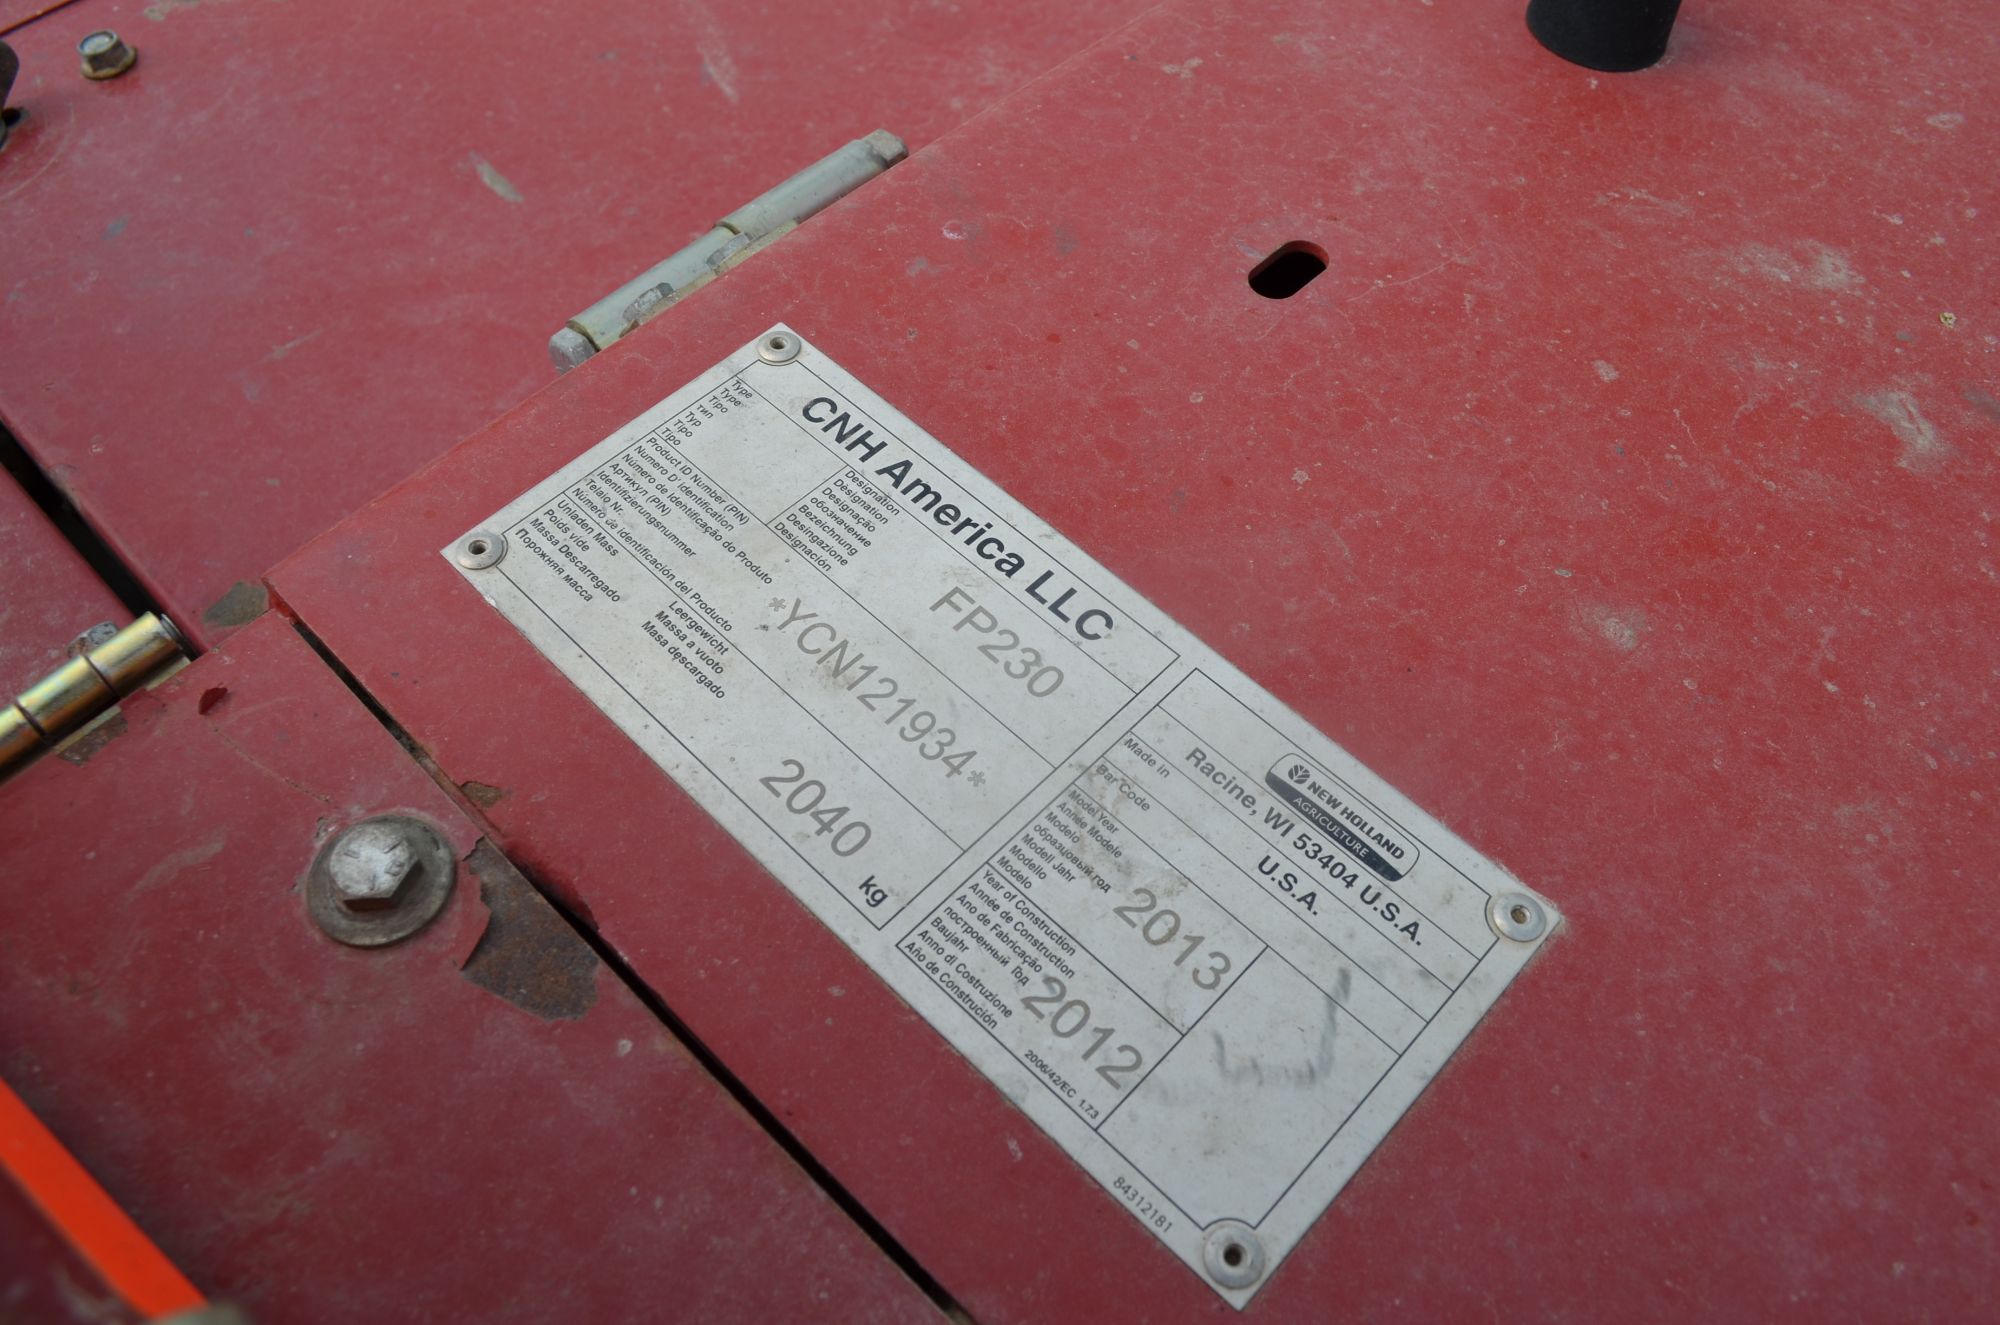 CNH America LLC
Type
Type
Tipo
тип
Typ
Tipo
Tipo
Designation
Désignation
Designação
обозначение
Bezeichnung
Desingazione
Designación
FP230
Product ID Number (PIN)
Numero D' identification
Número de Identificação do Produto
Артикул (PIN)
Identifizierungsnummer
Telaio Nr.
Número de Identificación del Producto
*YCN121934*
Unladen Mass
Poids vide
Massa Descarregado
Порожняя масса
Leergewicht
Massa a vuoto
Masa descargado
2040 kg
NEW HOLLAND
AGRICULTURE
Racine, WI 53404 U.S.A.
Made in
U.S.A.
Bar Code
Model Year
Année Modele
Modelo
образцовый год
Modell Jahr
Modello
Modelo
2013
Year of Construction
Année de Construction
Ano de Fabricação
построенный Год
Baujahr
Anno di Costruzione
Año de Construción
2012
2006/42/EC 1.7.3
84312181